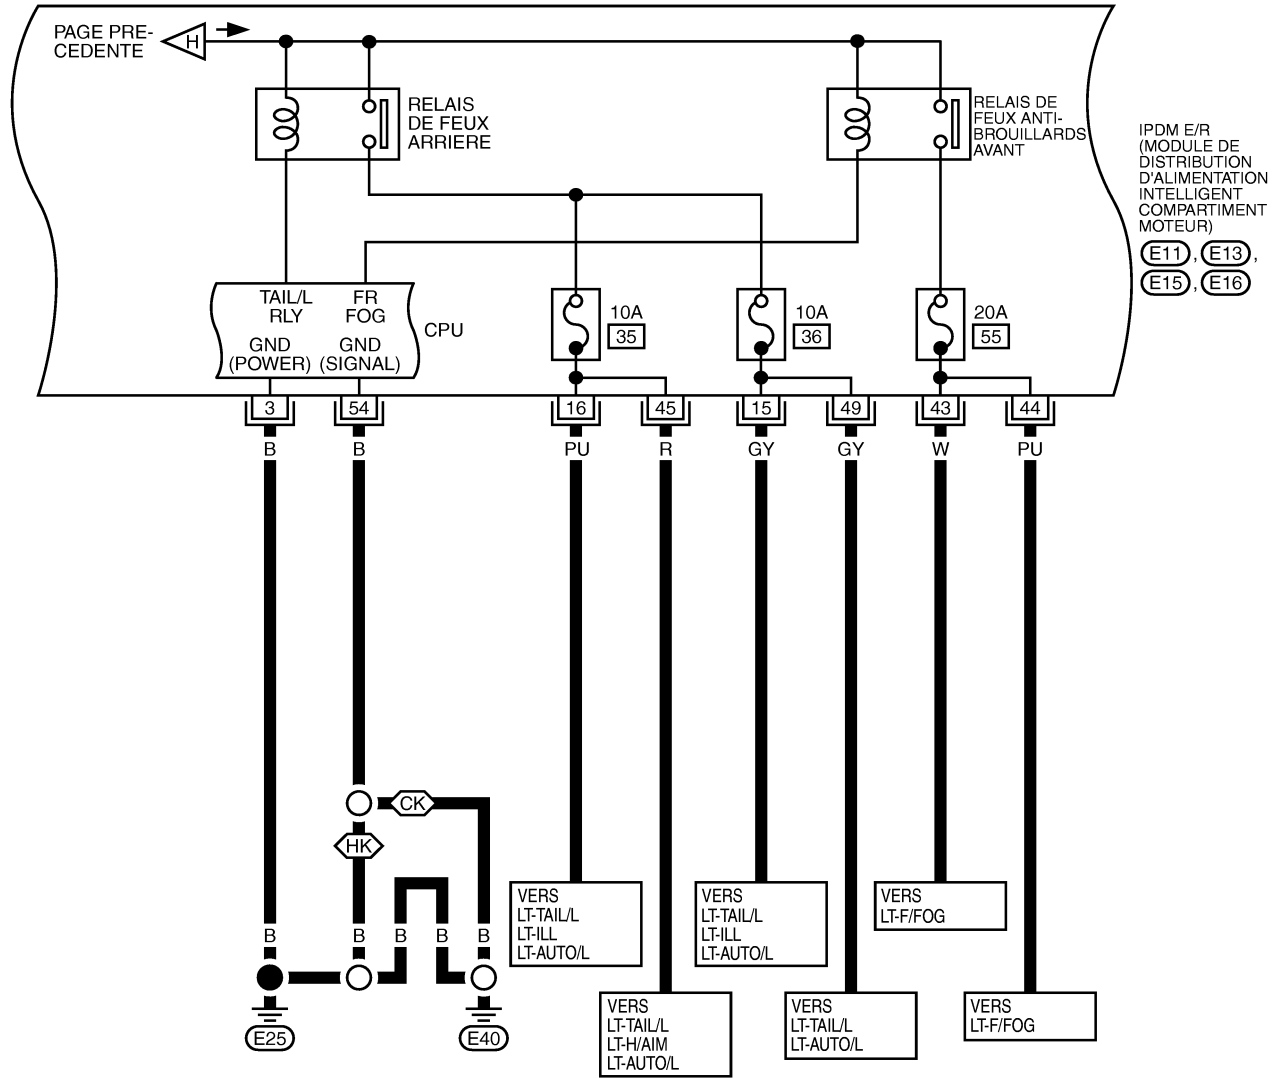 PAGE PRE-
CEDENTE
H
RELAIS
DE FEUX
ARRIERE
RELAIS DE
FEUX ANTI-
BROUILLARDS
AVANT
IPDM E/R
(MODULE DE
DISTRIBUTION
D'ALIMENTATION
INTELLIGENT
COMPARTIMENT
MOTEUR)
E11 , E13 ,
E15 , E16
TAIL/L
RLY
FR
FOG
GND
(POWER)
GND
(SIGNAL)
CPU
10A
35
10A
36
20A
55
3 54 16 45 15 49 43 44
B B PU R GY GY W PU
CK
HK
B B B B B
E25
E40
VERS
LT-TAIL/L
LT-ILL
LT-AUTO/L
VERS
LT-TAIL/L
LT-H/AIM
LT-AUTO/L
VERS
LT-TAIL/L
LT-ILL
LT-AUTO/L
VERS
LT-TAIL/L
LT-AUTO/L
VERS
LT-F/FOG
VERS
LT-F/FOG